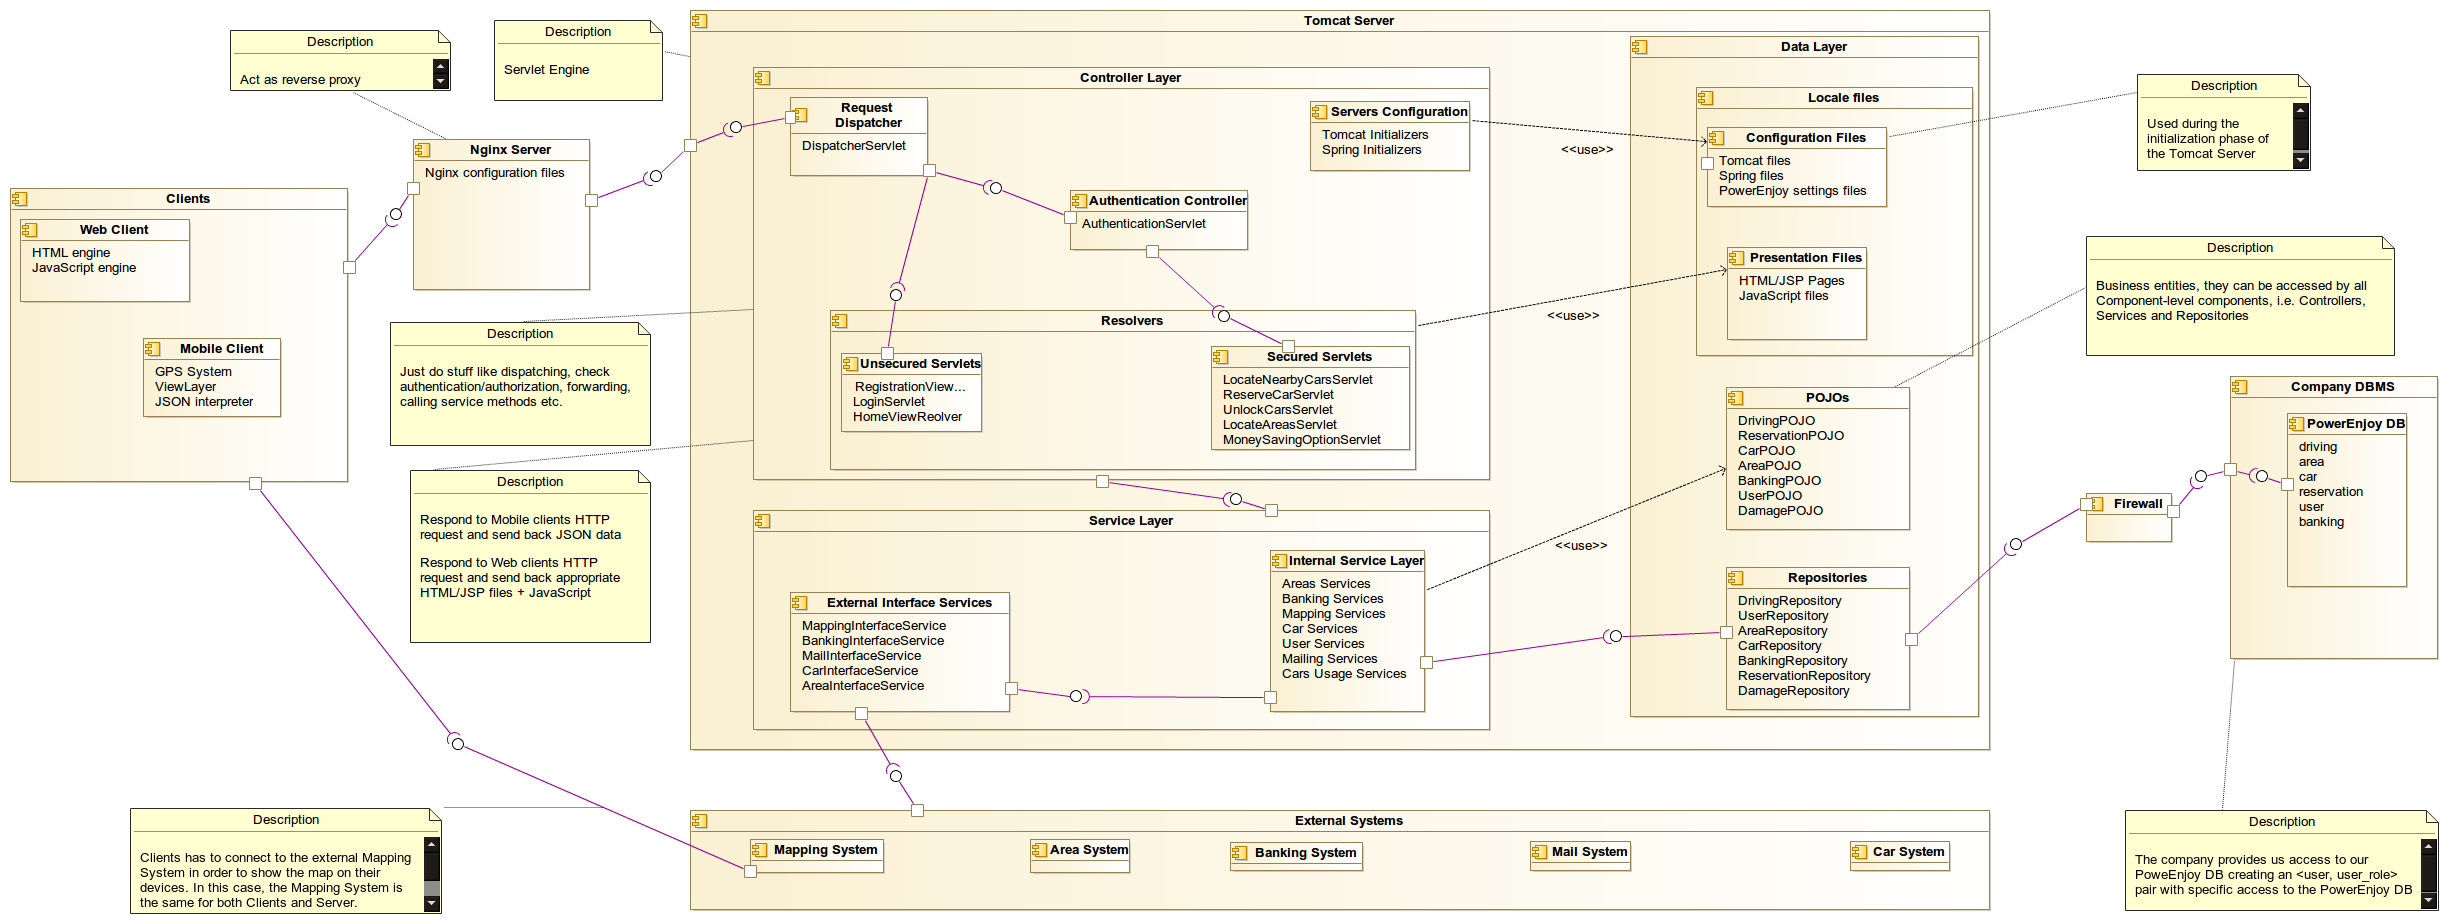 Description
Act as reverse proxy
Description
Servlet Engine
Clients
Web Client
HTML engine
JavaScript engine
Mobile Client
GPS System
ViewLayer
JSON interpreter
Nginx Server
Nginx configuration files
Description
Just do stuff like dispatching, check
authentication/authorization, forwarding,
calling service methods etc.
Description
Respond to Mobile clients HTTP
request and send back JSON data
Respond to Web clients HTTP
request and send back appropriate
HTML/JSP files + JavaScript
Tomcat Server
Controller Layer
Request
Dispatcher
DispatcherServlet
Servers Configuration
Tomcat Initializers
Spring Initializers
Authentication Controller
AuthenticationServlet
Resolvers
Unsecured Servlets
RegistrationView...
LoginServlet
HomeViewReolver
Secured Servlets
LocateNearbyCarsServlet
ReserveCarServlet
UnlockCarsServlet
LocateAreasServlet
MoneySavingOptionServlet
<<use>>
<<use>>
<<use>>
Service Layer
External Interface Services
MappingInterfaceService
BankingInterfaceService
MailInterfaceService
CarInterfaceService
AreaInterfaceService
Internal Service Layer
Areas Services
Banking Services
Mapping Services
Car Services
User Services
Mailing Services
Cars Usage Services
Data Layer
Locale files
Configuration Files
Tomcat files
Spring files
PowerEnjoy settings files
Presentation Files
HTML/JSP Pages
JavaScript files
POJOs
DrivingPOJO
ReservationPOJO
CarPOJO
AreaPOJO
BankingPOJO
UserPOJO
DamagePOJO
Repositories
DrivingRepository
UserRepository
AreaRepository
CarRepository
BankingRepository
ReservationRepository
DamageRepository
Description
Used during the
initialization phase of
the Tomcat Server
Description
Business entities, they can be accessed by all
Component-level components, i.e. Controllers,
Services and Repositories
Firewall
Company DBMS
PowerEnjoy DB
driving
area
car
reservation
user
banking
Description
Clients has to connect to the external Mapping
System in order to show the map on their
devices. In this case, the Mapping System is
the same for both Clients and Server.
External Systems
Mapping System
Area System
Banking System
Mail System
Car System
Description
The company provides us access to our
PoweEnjoy DB creating an <user, user_role>
pair with specific access to the PowerEnjoy DB